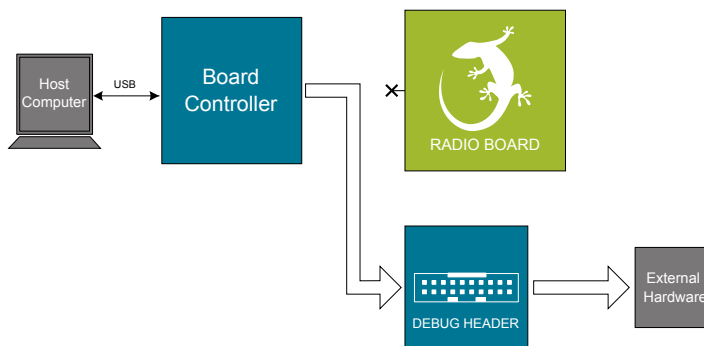 Host
Computer
USB
Board
Controller
RADIO BOARD
DEBUG HEADER
External
Hardware